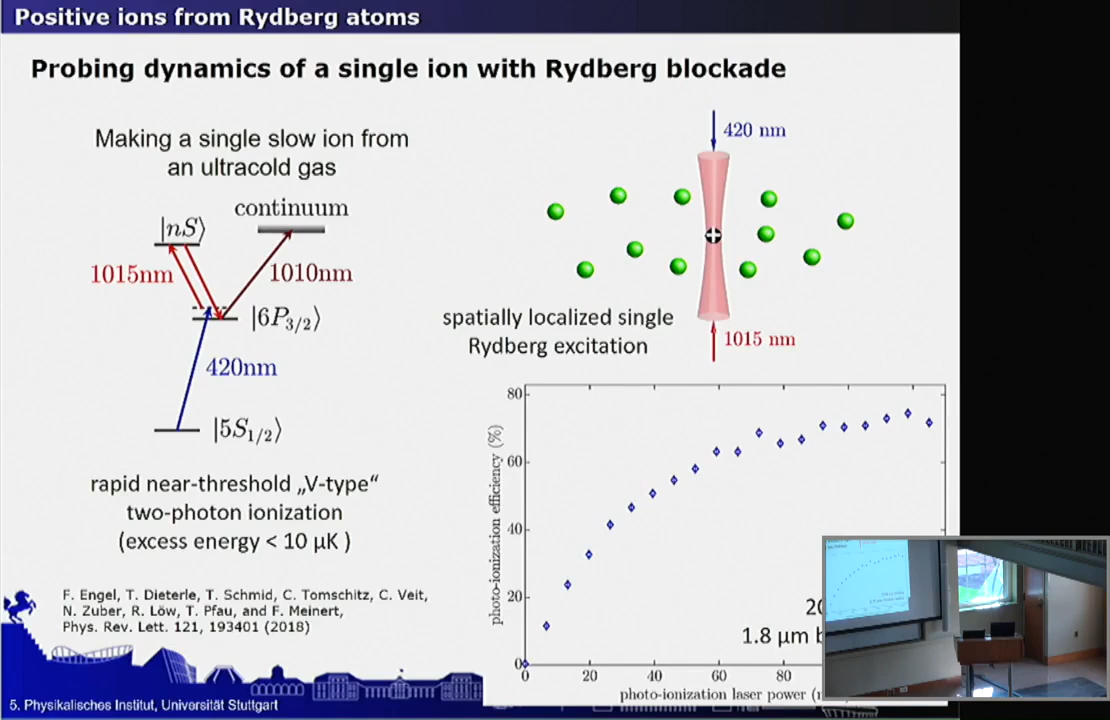 Positive ions from Rydberg atoms
Probing dynamics of a single ion with Rydberg blockade
Making a single slow ion from
an ultracold gas
|nS⟩
continuum
1015nm
1010nm
|6P3/2⟩
420nm
|5S1/2⟩
rapid near-threshold „V-type“
two-photon ionization
(excess energy < 10 µK )
420 nm
1015 nm
spatially localized single
Rydberg excitation
photo-ionization efficiency (%)
80
60
40
20
0
0 20 40 60 80
photo-ionization laser power
1.8 µm
F. Engel, T. Dieterle, T. Schmid, C. Tomschitz, C. Veit,
N. Zuber, R. Löw, T. Pfau, and F. Meinert,
Phys. Rev. Lett. 121, 193401 (2018)
5. Physikalisches Institut, Universität Stuttgart